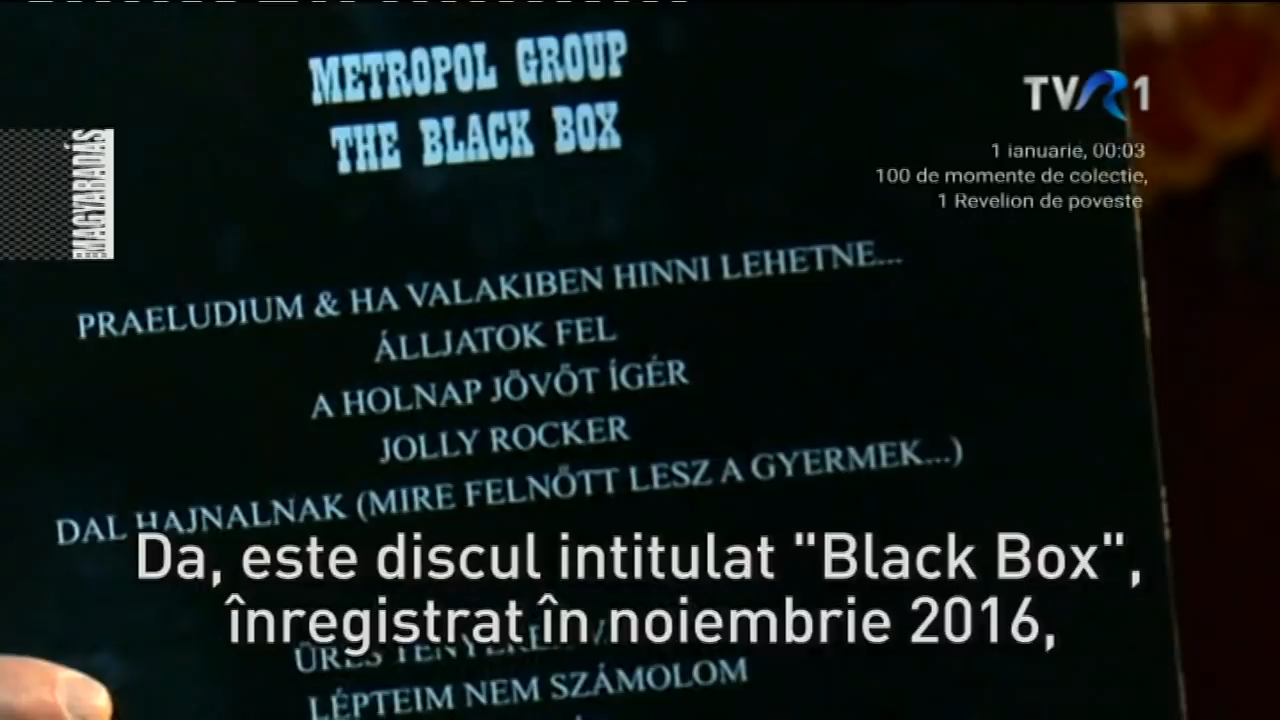 METROPOL GROUP
THE BLACK BOX
TVR1
1 ianuarie, 00:03
100 de momente de colectie,
1 Revelion de poveste
MAGYARADÁS
PRAELUDIUM & HA VALAKIBEN HINNI LEHETNE...
ÁLLJATOK FEL
A HOLNAP JÖVŐT ÍGÉR
JOLLY ROCKER
DAL HAJNALNAK (MIRE FELNŐTT LESZ A GYERMEK...)
Da, este discul intitulat "Black Box",
înregistrat în noiembrie 2016,
LÉPTEIM NEM SZÁMOLOM